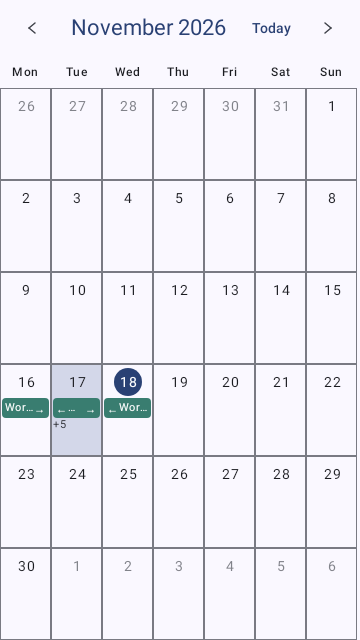 November 2026 Today
Mon Tue Wed Thu Fri Sat Sun
26 27 28 29 30 31 1
2 3 4 5 6 7 8
9 10 11 12 13 14 15
16 17 18 19 20 21 22
Wor…→ ←… → ←Wor…
+5
23 24 25 26 27 28 29
30 1 2 3 4 5 6